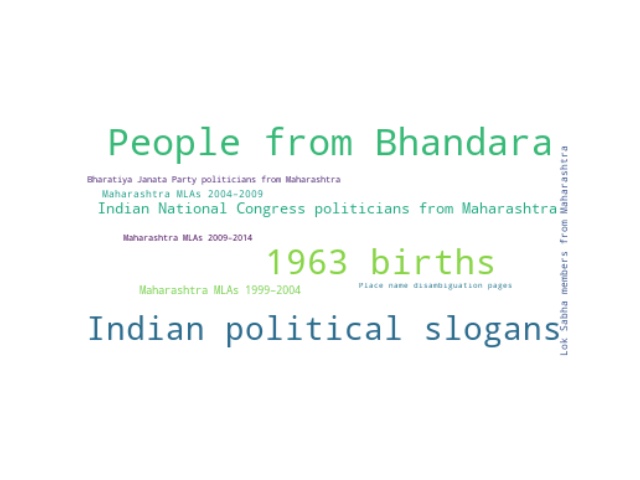 People from Bhandara
Bharatiya Janata Party politicians from Maharashtra
Maharashtra MLAs 2004–2009
Indian National Congress politicians from Maharashtra
Maharashtra MLAs 2009–2014
1963 births
Place name disambiguation pages
Maharashtra MLAs 1999–2004
Indian political slogans
Lok Sabha members from Maharashtra